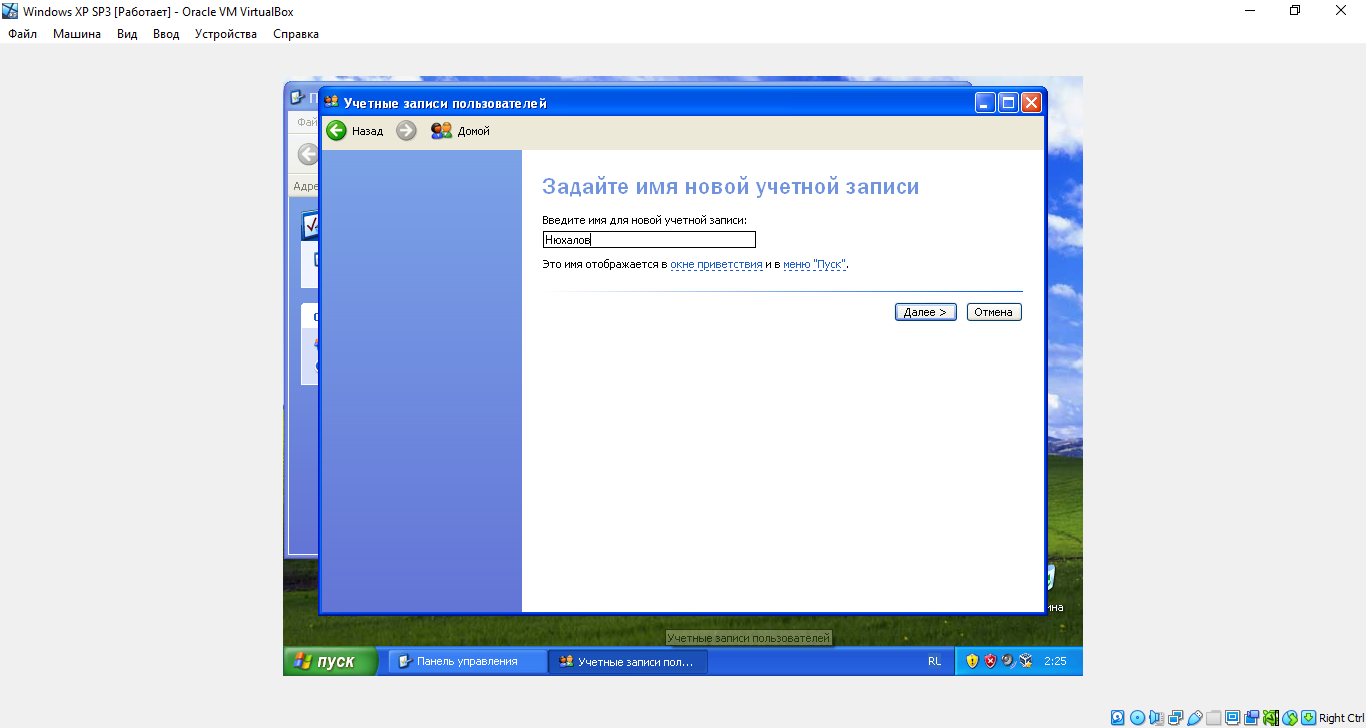 Windows XP SP3 [Работает] - Oracle VM VirtualBox
Файл Машина Вид Ввод Устройства Справка
Учетные записи пользователей
Назад Домой
Задайте имя новой учетной записи
Введите имя для новой учетной записи:
Нюхалов
Это имя отображается в окне приветствия и в меню "Пуск".
Далее > Отмена
Учетные записи пользователей
пуск Панель управления Учетные записи пол... RL 2:25
Right Ctrl